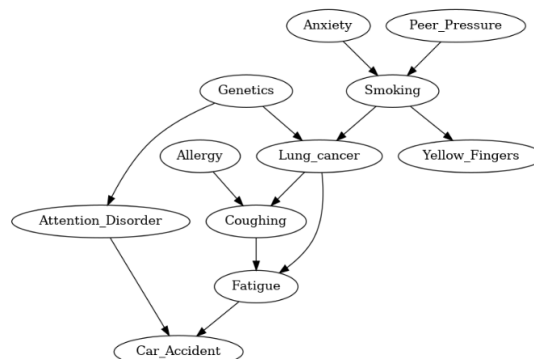 Anxiety
Peer_Pressure
Genetics
Smoking
Allergy
Lung_cancer
Yellow_Fingers
Attention_Disorder
Coughing
Fatigue
Car_Accident